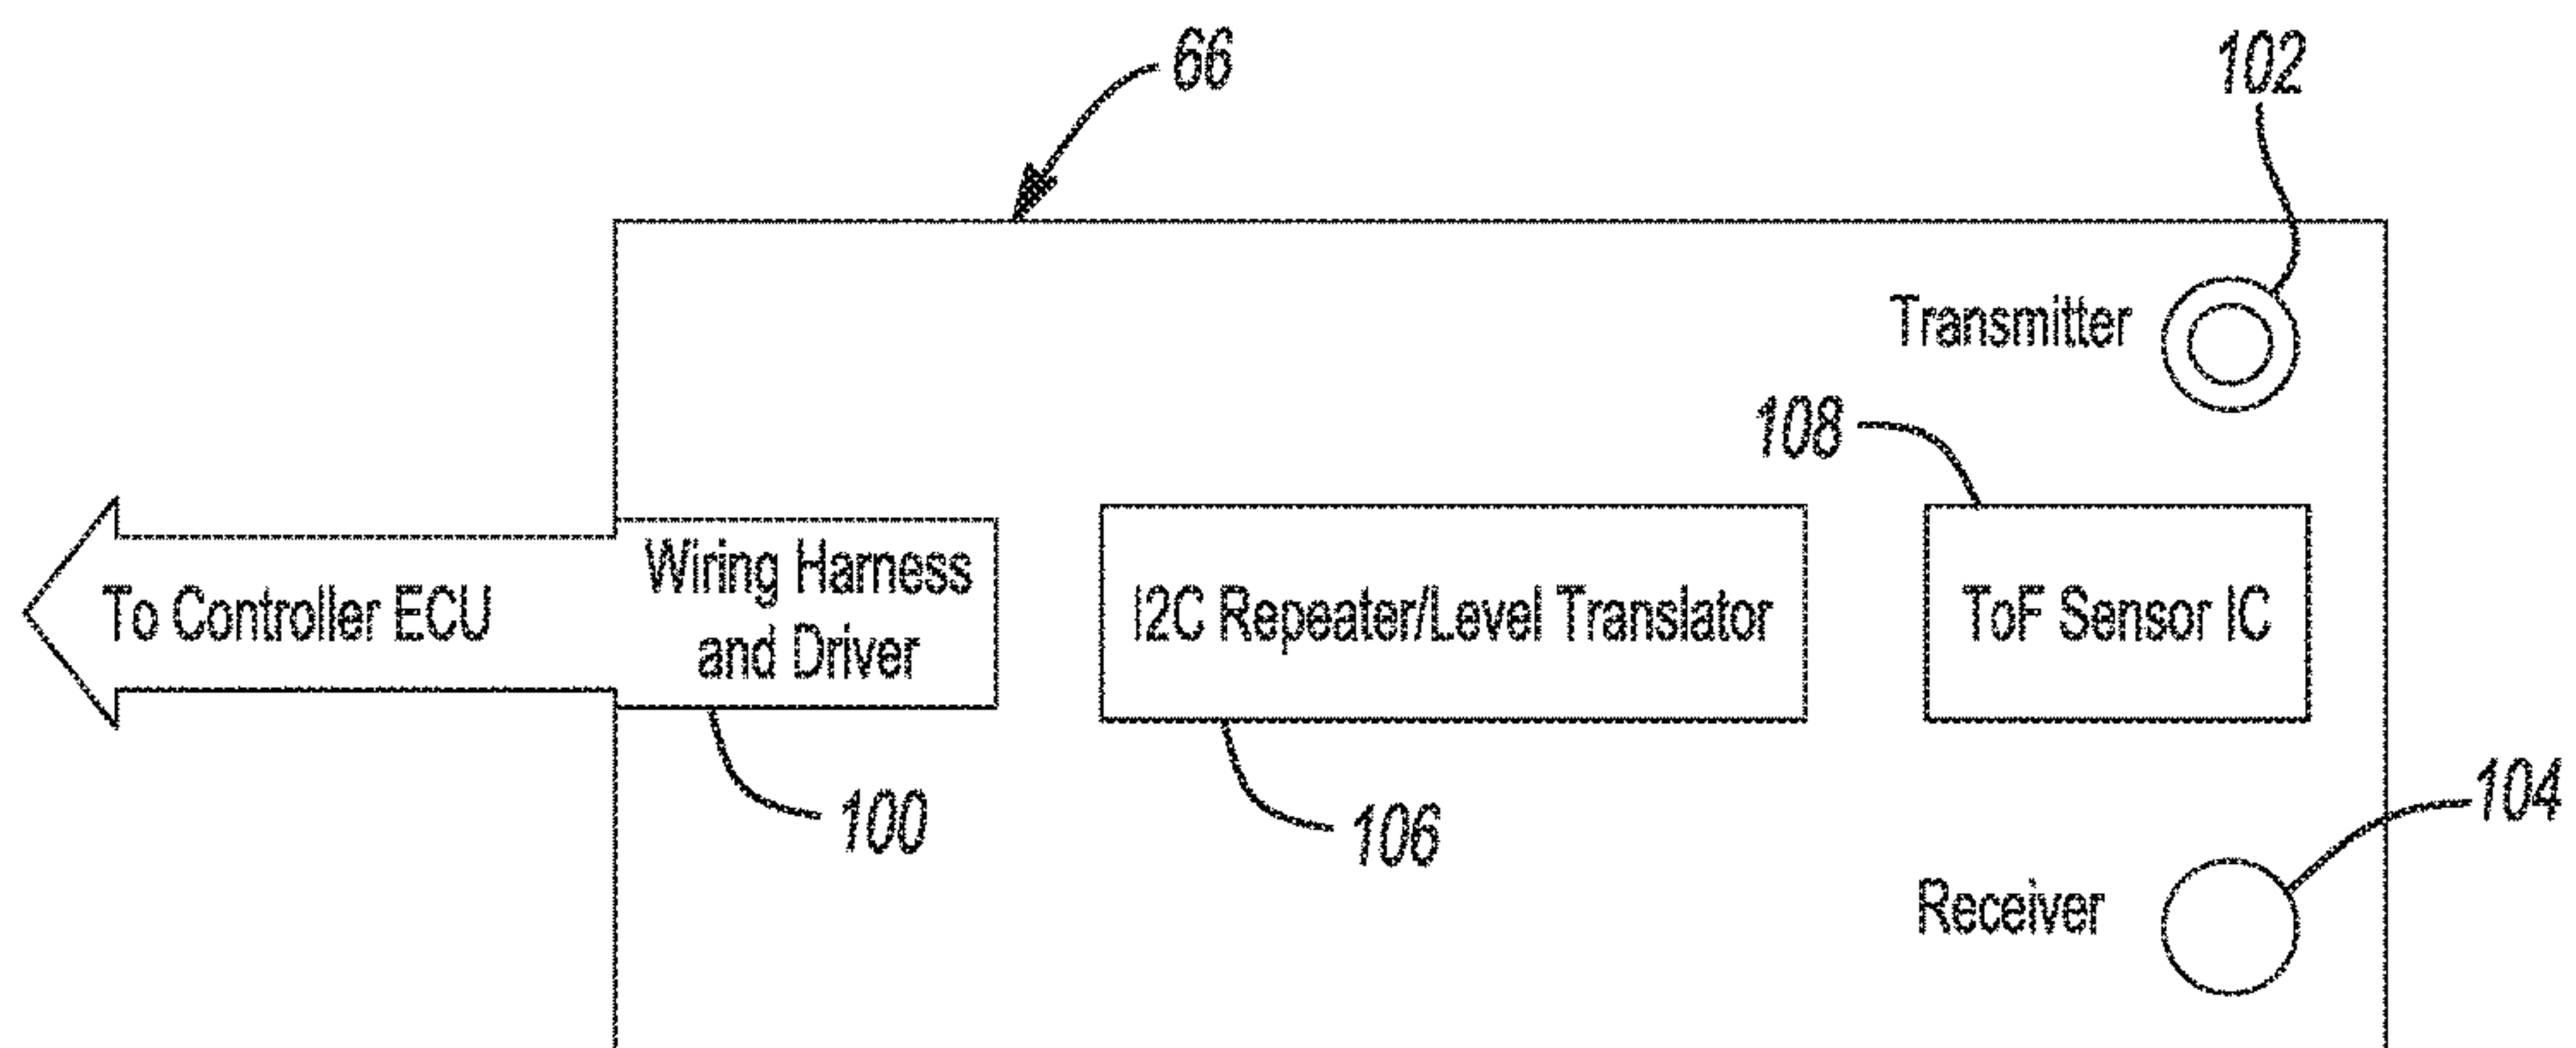 66
102
Transmitter
108
To Controller ECU
Wiring Harness
and Driver
I2C Repeater/Level Translator
ToF Sensor IC
100
106
104
Receiver